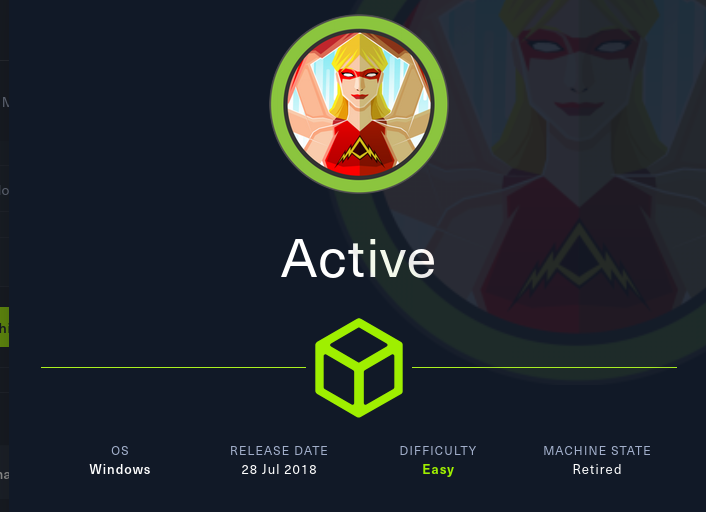 Active
OS RELEASE DATE DIFFICULTY MACHINE STATE
Windows 28 Jul 2018 Easy Retired